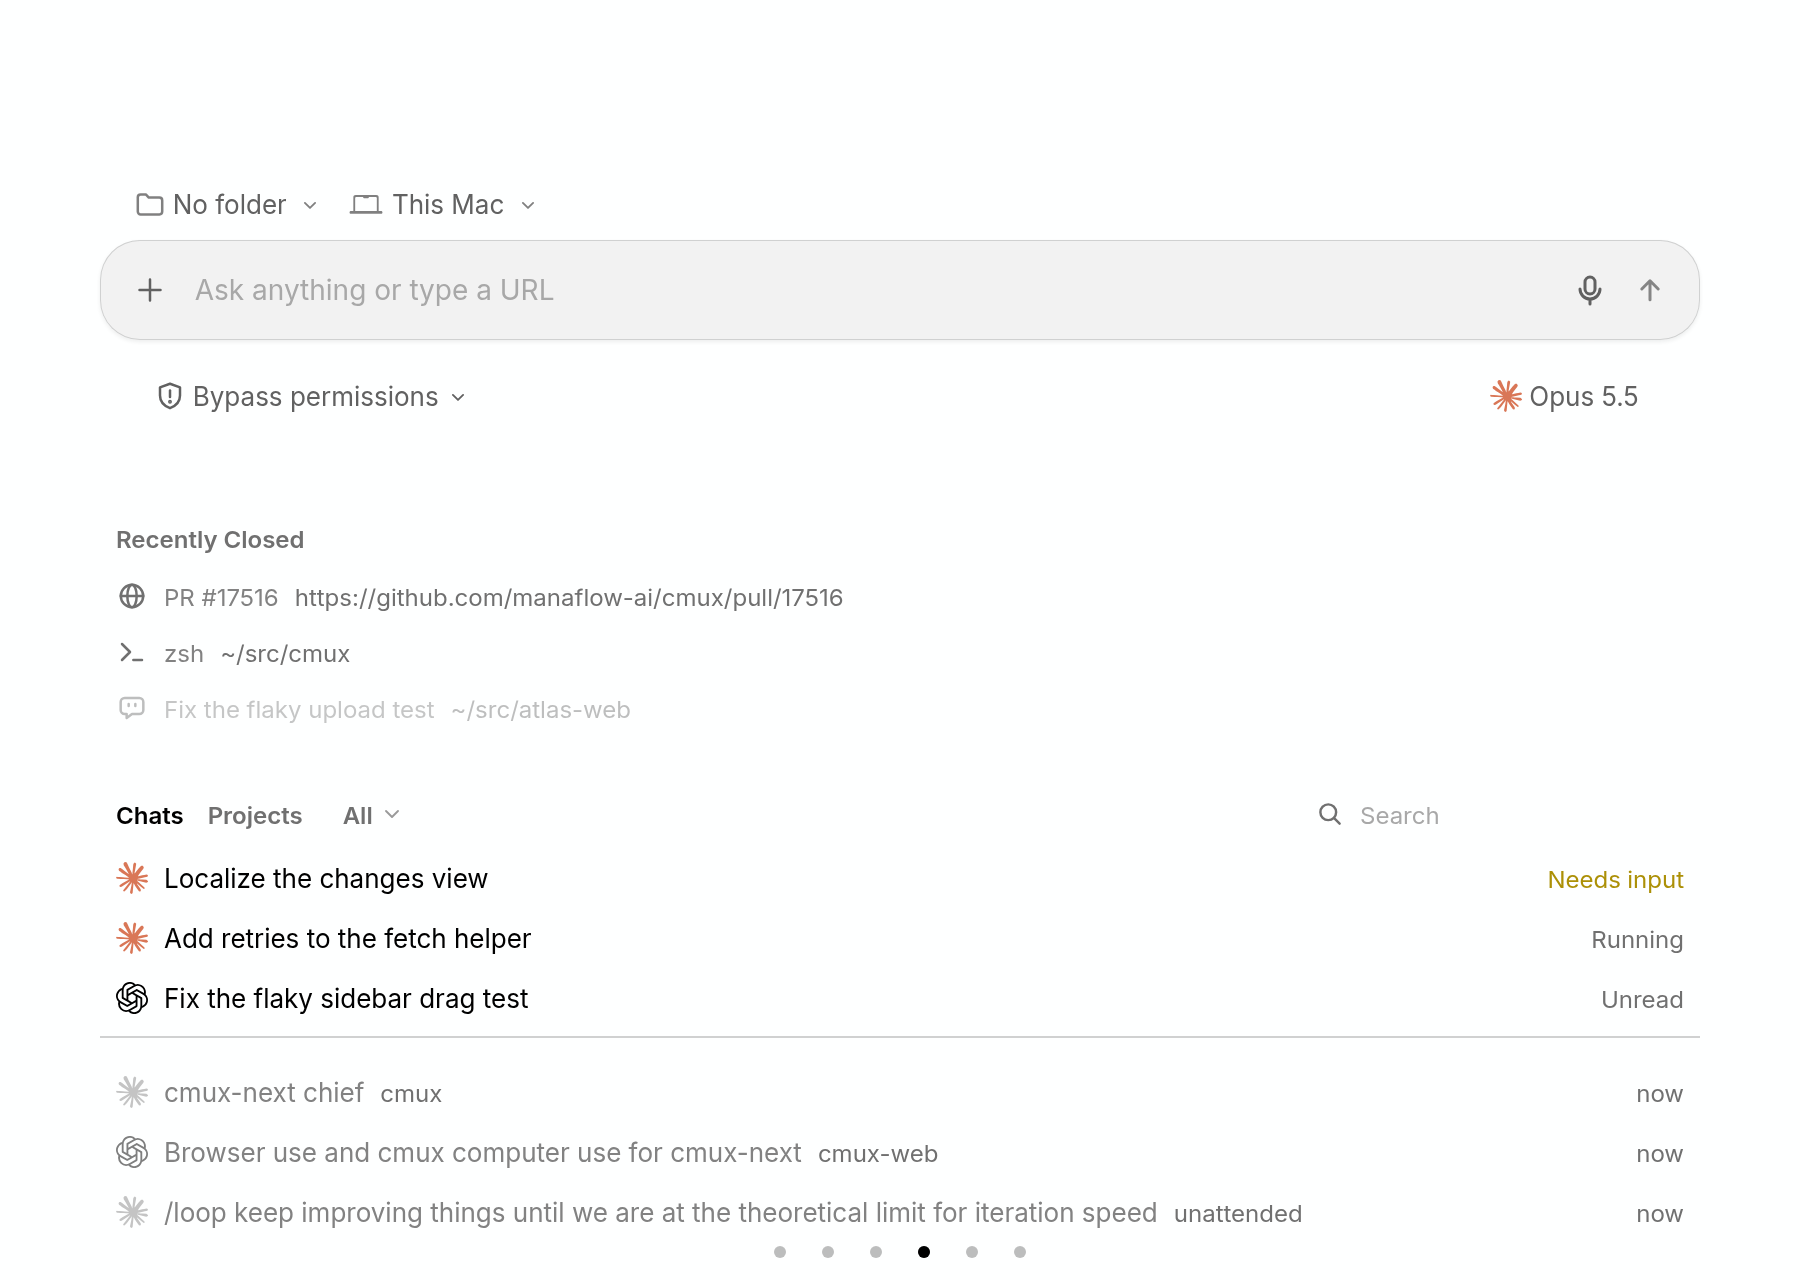 No folder This Mac
Ask anything or type a URL
Bypass permissions Opus 5.5
Recently Closed
PR #17516 https://github.com/manaflow-ai/cmux/pull/17516
zsh ~/src/cmux
Fix the flaky upload test ~/src/atlas-web
Chats Projects All Search
Localize the changes view Needs input
Add retries to the fetch helper Running
Fix the flaky sidebar drag test Unread
cmux-next chief cmux now
Browser use and cmux computer use for cmux-next cmux-web now
/loop keep improving things until we are at the theoretical limit for iteration speed unattended now